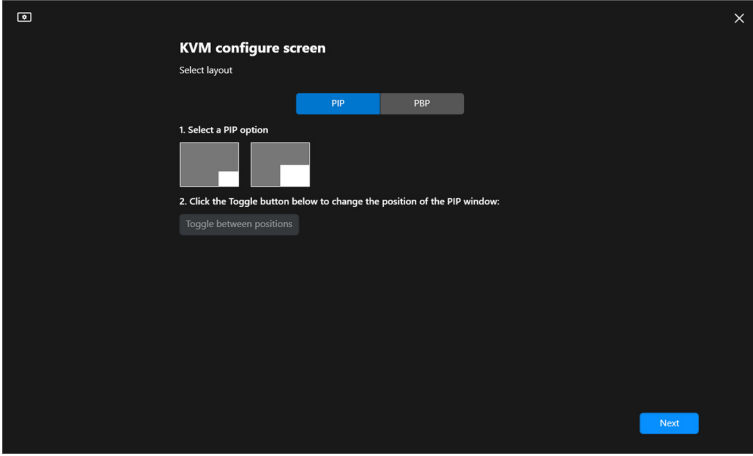 KVM configure screen
Select layout
PIP
PBP
1. Select a PIP option
2. Click the Toggle button below to change the position of the PIP window:
Toggle between positions
Next